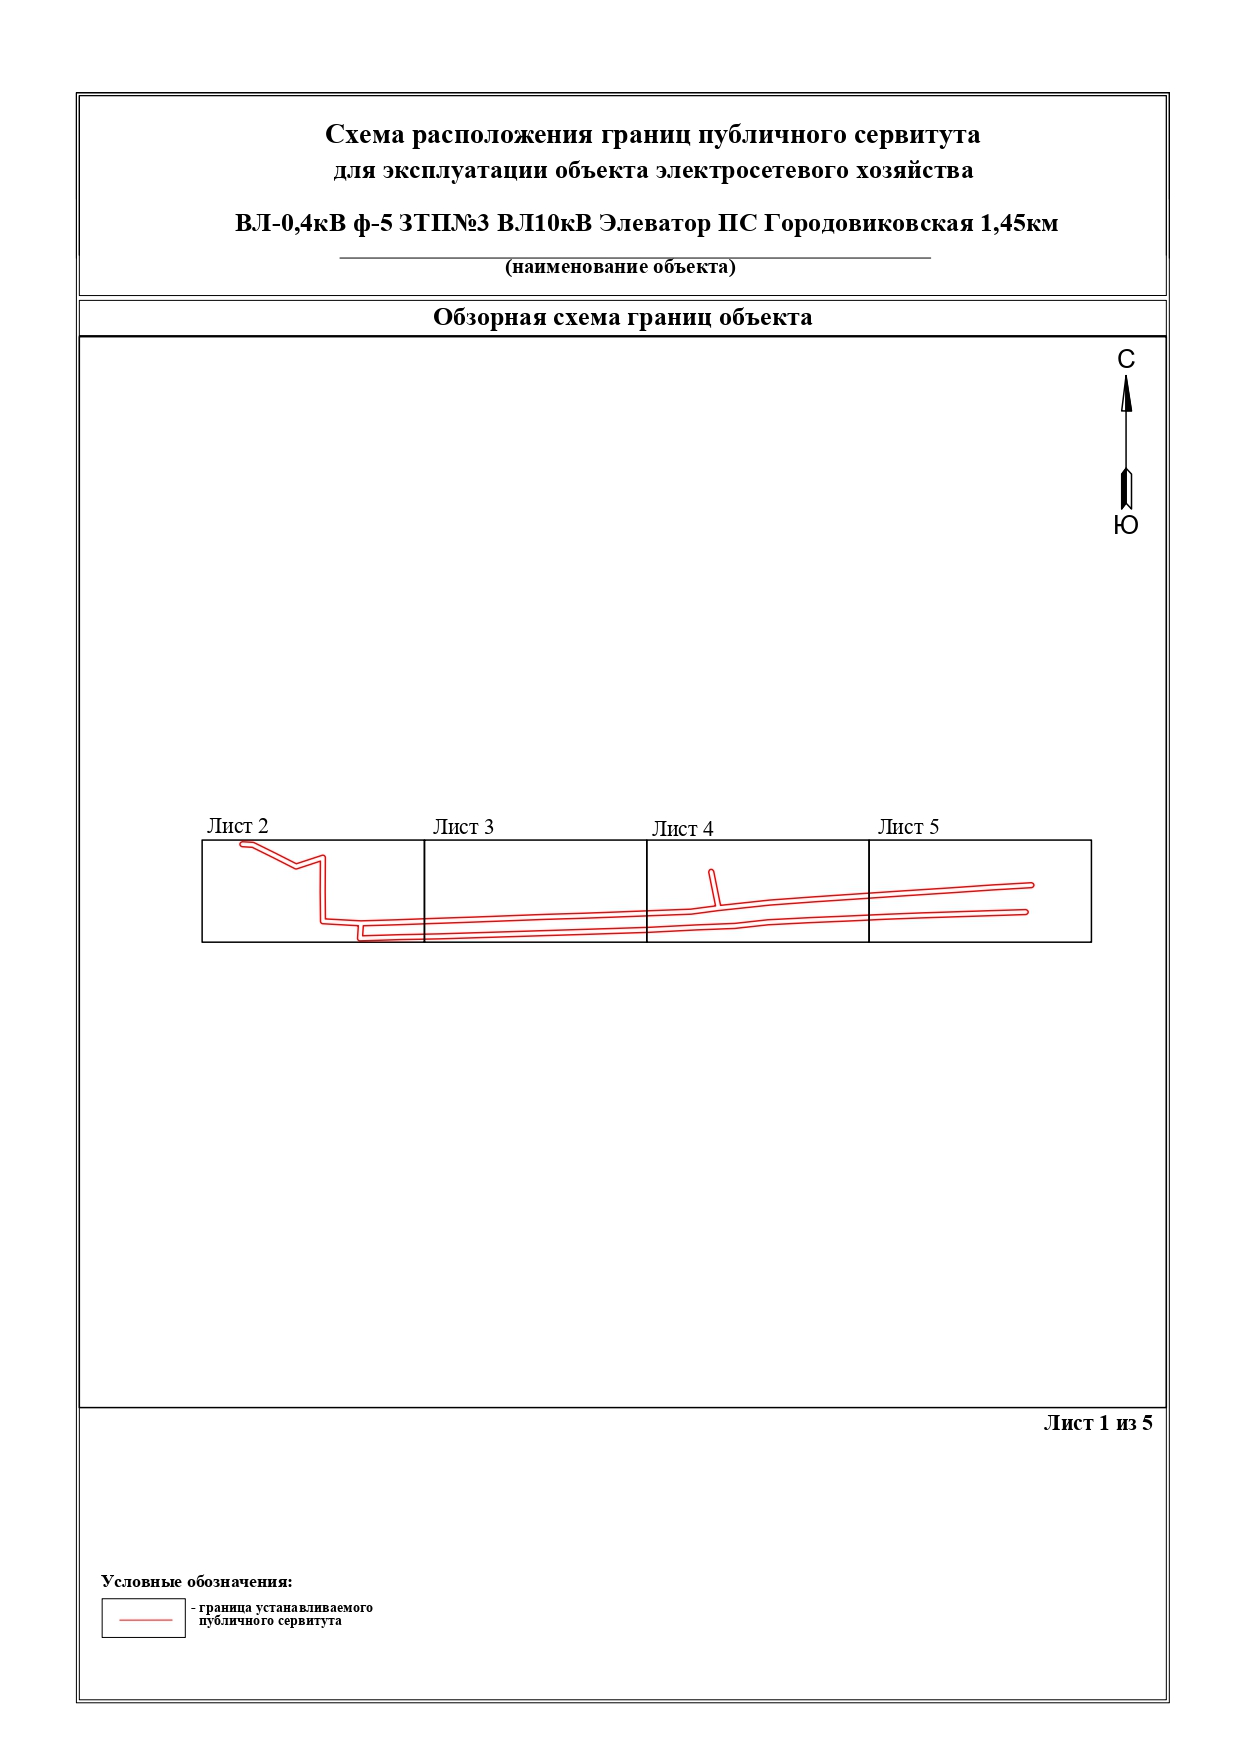 Схема расположения границ публичного сервитута
для эксплуатации объекта электросетевого хозяйства
ВЛ-0,4кВ ф-5 ЗТП№3 ВЛ10кВ Элеватор ПС Городовиковская 1,45км
(наименование объекта)
Обзорная схема границ объекта
С
Ю
Лист 2
Лист 3
Лист 4
Лист 5
Лист 1 из 5
Условные обозначения:
- граница устанавливаемого
публичного сервитута